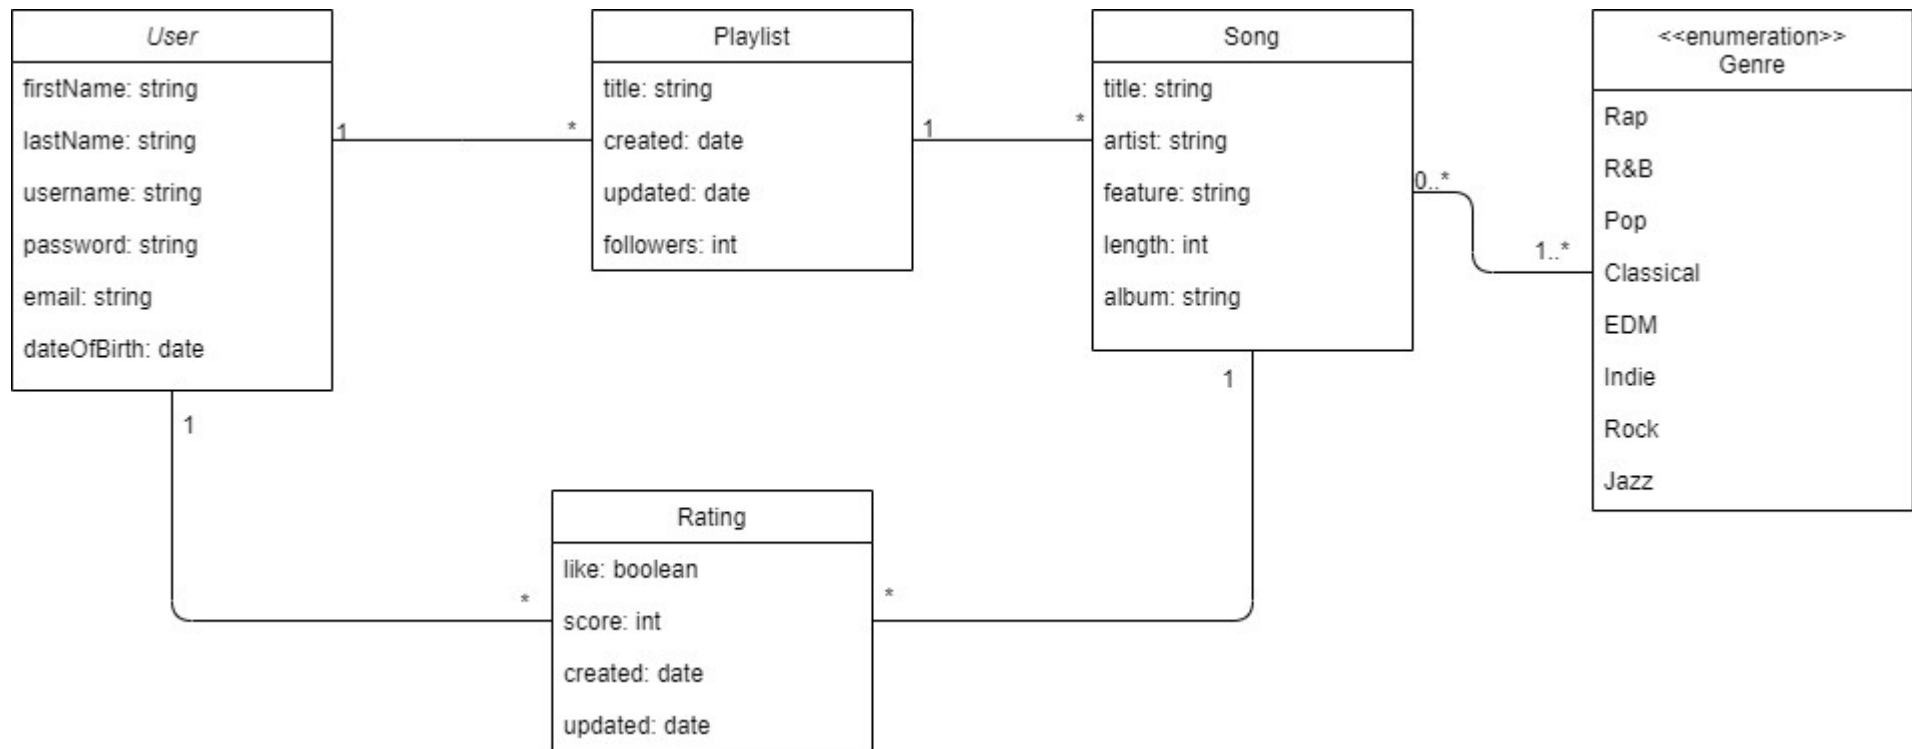 User
firstName: string
lastName: string
username: string
password: string
email: string
dateOfBirth: date
1
*
Playlist
title: string
created: date
updated: date
followers: int
1
*
Song
title: string
artist: string
feature: string
length: int
album: string
0..*
1..*
<<enumeration>>
Genre
Rap
R&B
Pop
Classical
EDM
Indie
Rock
Jazz
1
*
1
*
Rating
like: boolean
score: int
created: date
updated: date